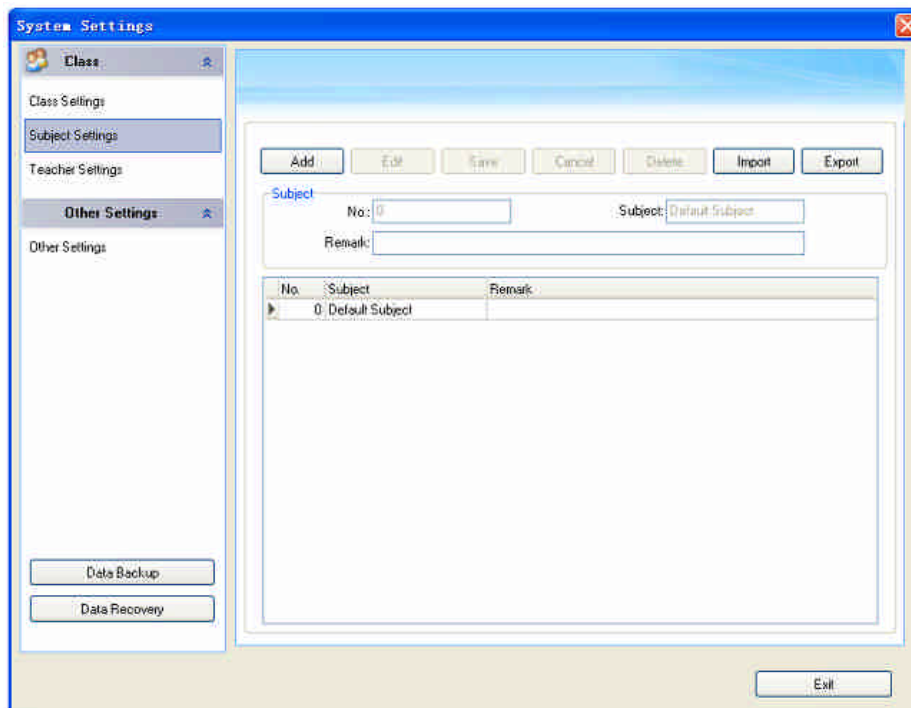 System Settings
Class
Class Settings
Subject Settings
Teacher Settings
Other Settings
Other Settings
Data Backup
Data Recovery
Add Edit Save Cancel Delete Import Export
Subject
No.: 0 Subject: Default Subject
Remark:
No. Subject Remark
0 Default Subject
Exit